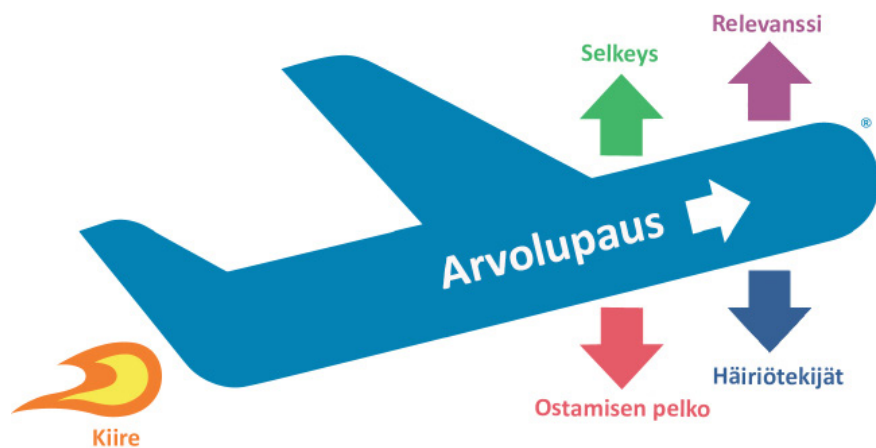 Relevanssi
Selkeys
®
Arvolupaus
Häiriötekijät
Ostamisen pelko
Kiire